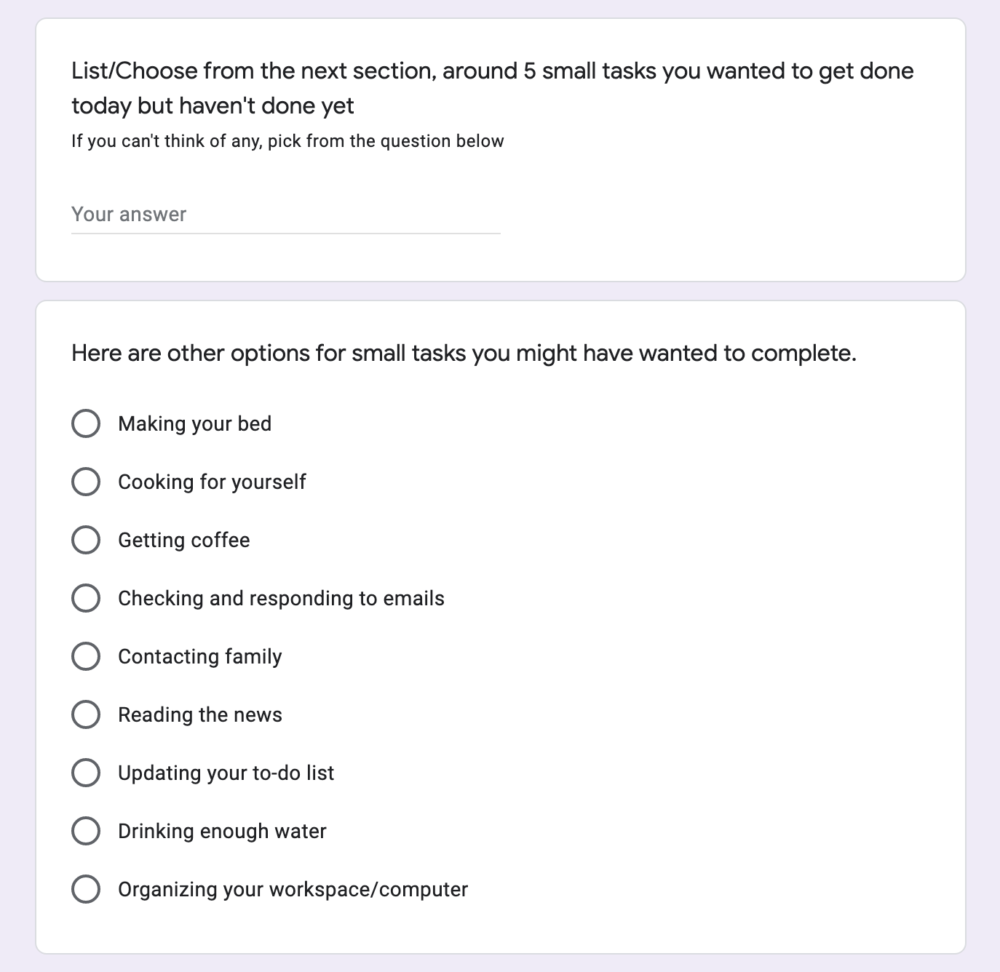 List/Choose from the next section, around 5 small tasks you wanted to get done
today but haven't done yet
If you can't think of any, pick from the question below
Your answer
Here are other options for small tasks you might have wanted to complete.
Making your bed
Cooking for yourself
Getting coffee
Checking and responding to emails
Contacting family
Reading the news
Updating your to-do list
Drinking enough water
Organizing your workspace/computer